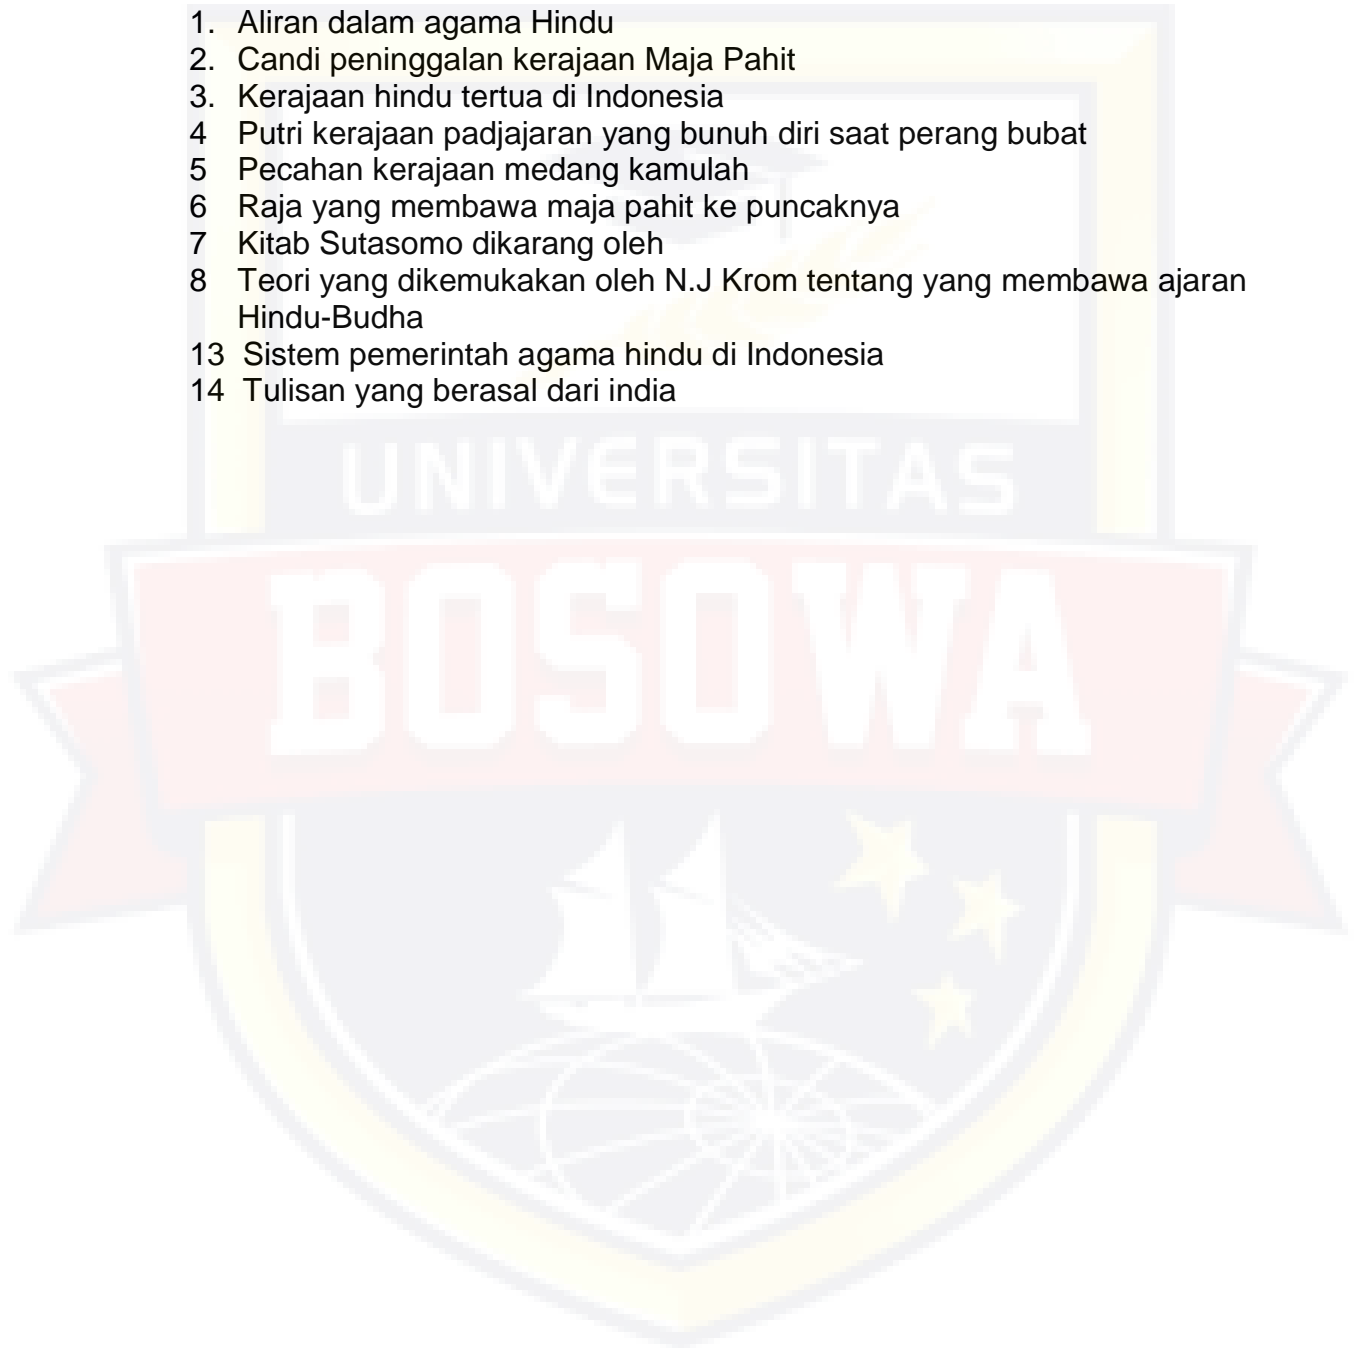 1. Aliran dalam agama Hindu
2. Candi peninggalan kerajaan Maja Pahit
3. Kerajaan hindu tertua di Indonesia
4 Putri kerajaan padjajaran yang bunuh diri saat perang bubat
5 Pecahan kerajaan medang kamulah
6 Raja yang membawa maja pahit ke puncaknya
7 Kitab Sutasomo dikarang oleh
8 Teori yang dikemukakan oleh N.J Krom tentang yang membawa ajaran
Hindu-Budha
13 Sistem pemerintah agama hindu di Indonesia
14 Tulisan yang berasal dari india
UNIVERSITAS
BOSOWA